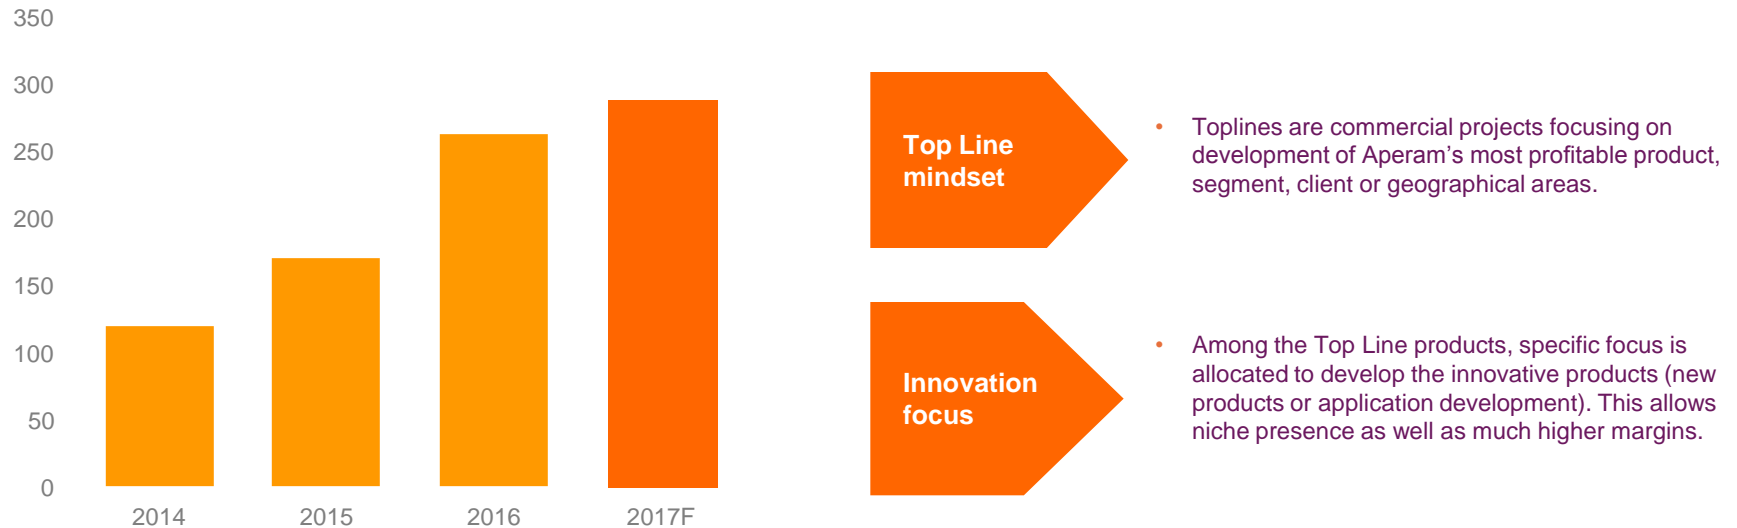 350
300
250
200
150
100
50
0
2014
2015
2016
2017F
Top Line
mindset
• Toplines are commercial projects focusing on
development of Aperam’s most profitable product,
segment, client or geographical areas.
Innovation
focus
• Among the Top Line products, specific focus is
allocated to develop the innovative products (new
products or application development). This allows
niche presence as well as much higher margins.